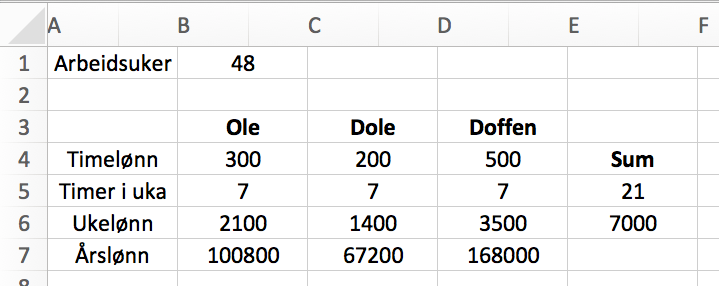 A B C D E F
1 Arbeidsuker 48
2
3 Ole Dole Doffen
4 Timelønn 300 200 500 Sum
5 Timer i uka 7 7 7 21
6 Ukelønn 2100 1400 3500 7000
7 Årslønn 100800 67200 168000